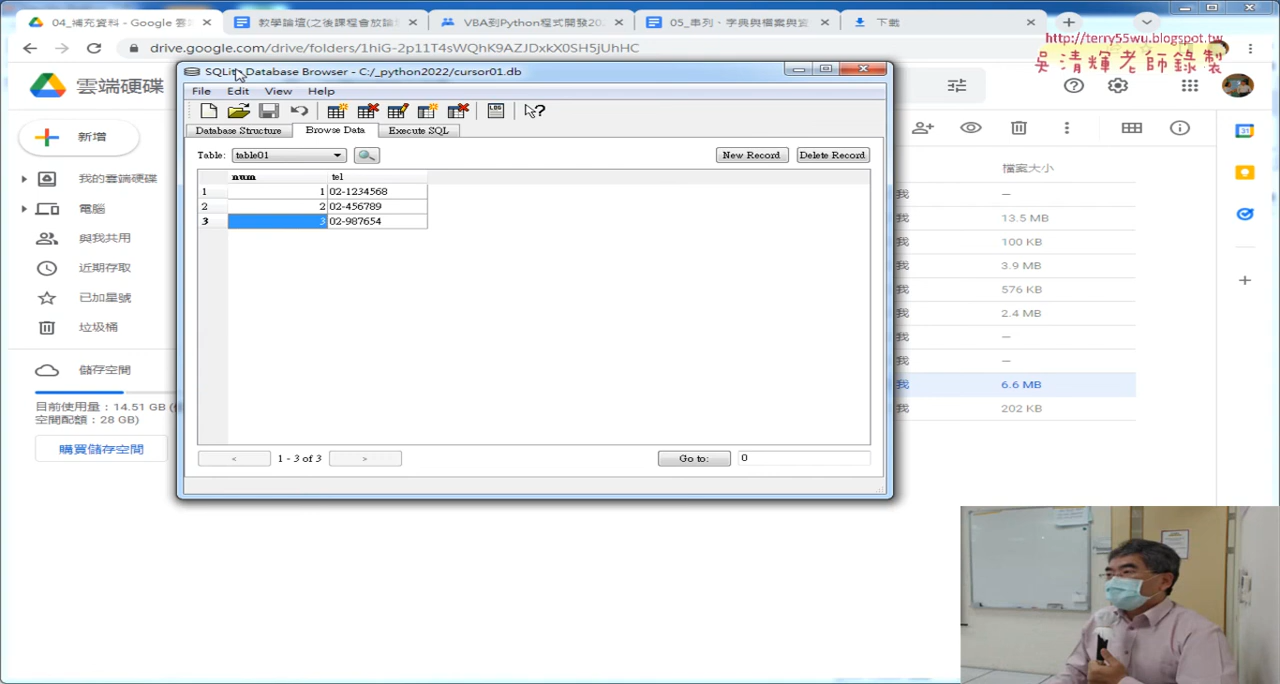 04_補充資料 - Google 雲
教學論壇(之後課程會放論
VBA到Python程式開發202
05_串列、字典與檔案與資
下載
drive.google.com/drive/folders/1hiG-2p11T4sWQhK9AZJDxkX0SH5jUhHC
http://terry55wu.blogspot.tw
吳清輝老師錄製
雲端硬碟
SQLite Database Browser - C:/_python2022/cursor01.db
File Edit View Help
新增
Database Structure Browse Data Execute SQL
Table: table01 New Record Delete Record
num tel
1 1 02-1234568
2 2 02-456789
3 3 02-987654
我的雲端硬碟
電腦
與我共用
近期存取
已加星號
垃圾桶
儲存空間
目前使用量：14.51 GB (
空間配額：28 GB)
購買儲存空間
< 1 - 3 of 3 > Go to: 0
檔案大小
我 —
我 13.5 MB
我 100 KB
我 3.9 MB
我 576 KB
我 2.4 MB
我 —
我 —
我 6.6 MB
我 202 KB